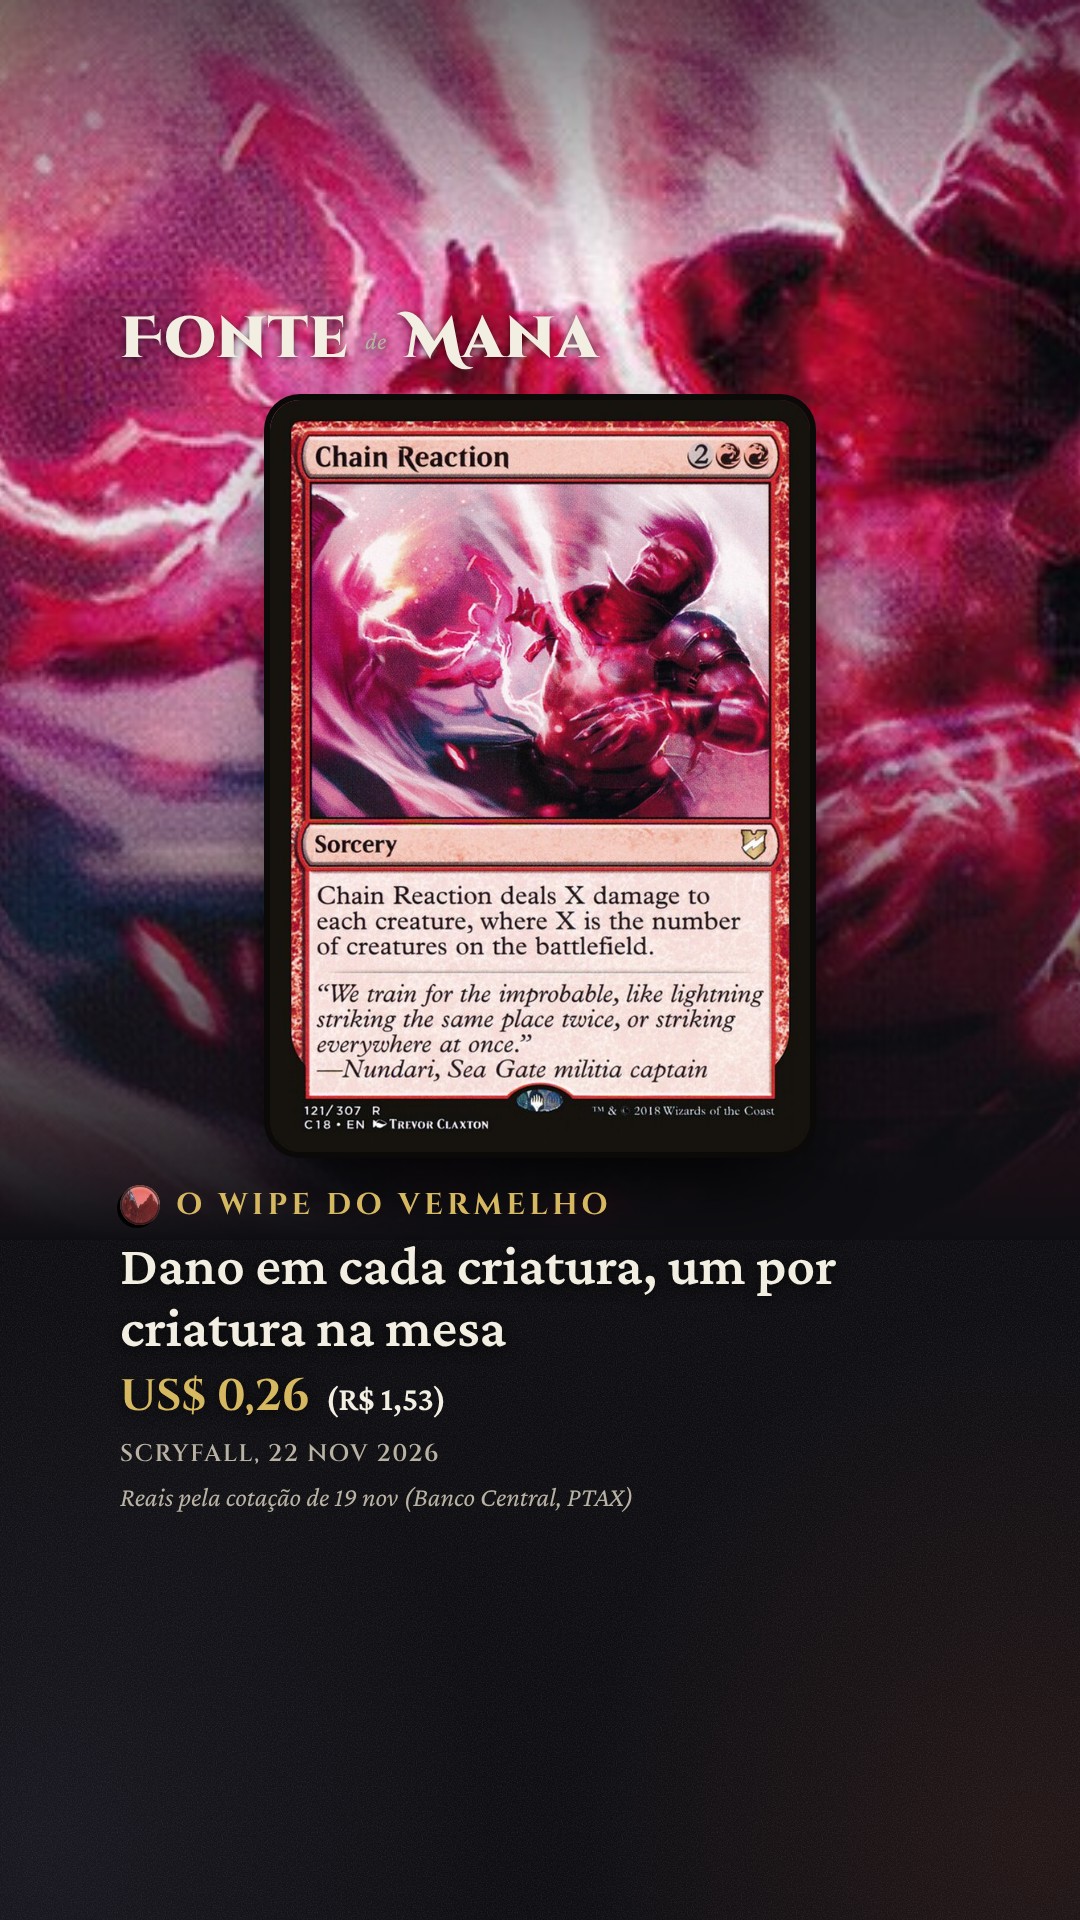 FONTE de MANA
Chain Reaction 2
Sorcery
Chain Reaction deals X damage to
each creature, where X is the number
of creatures on the battlefield.
“We train for the improbable, like lightning
striking the same place twice, or striking
everywhere at once.”
—Nundari, Sea Gate militia captain
121/307 R
™ & © 2018 Wizards of the Coast
C18 • EN TREVOR CLAXTON
O WIPE DO VERMELHO
Dano em cada criatura, um por
criatura na mesa
US$ 0,26 (R$ 1,53)
SCRYFALL, 22 NOV 2026
Reais pela cotação de 19 nov (Banco Central, PTAX)